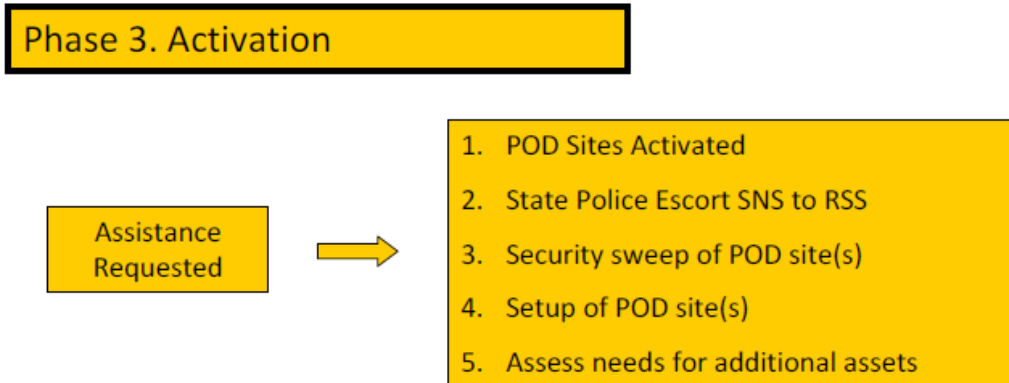 Phase 3. Activation
Assistance
Requested
1. POD Sites Activated
2. State Police Escort SNS to RSS
3. Security sweep of POD site(s)
4. Setup of POD site(s)
5. Assess needs for additional assets